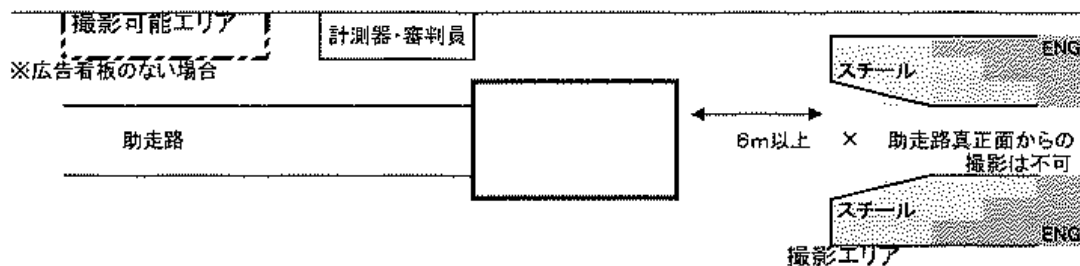 撮影可能エリア
計測器・審判員
※広告看板のない場合
ENG
スチール
助走路
6m以上
× 助走路真正面からの
撮影は不可
スチール
ENG
撮影エリア